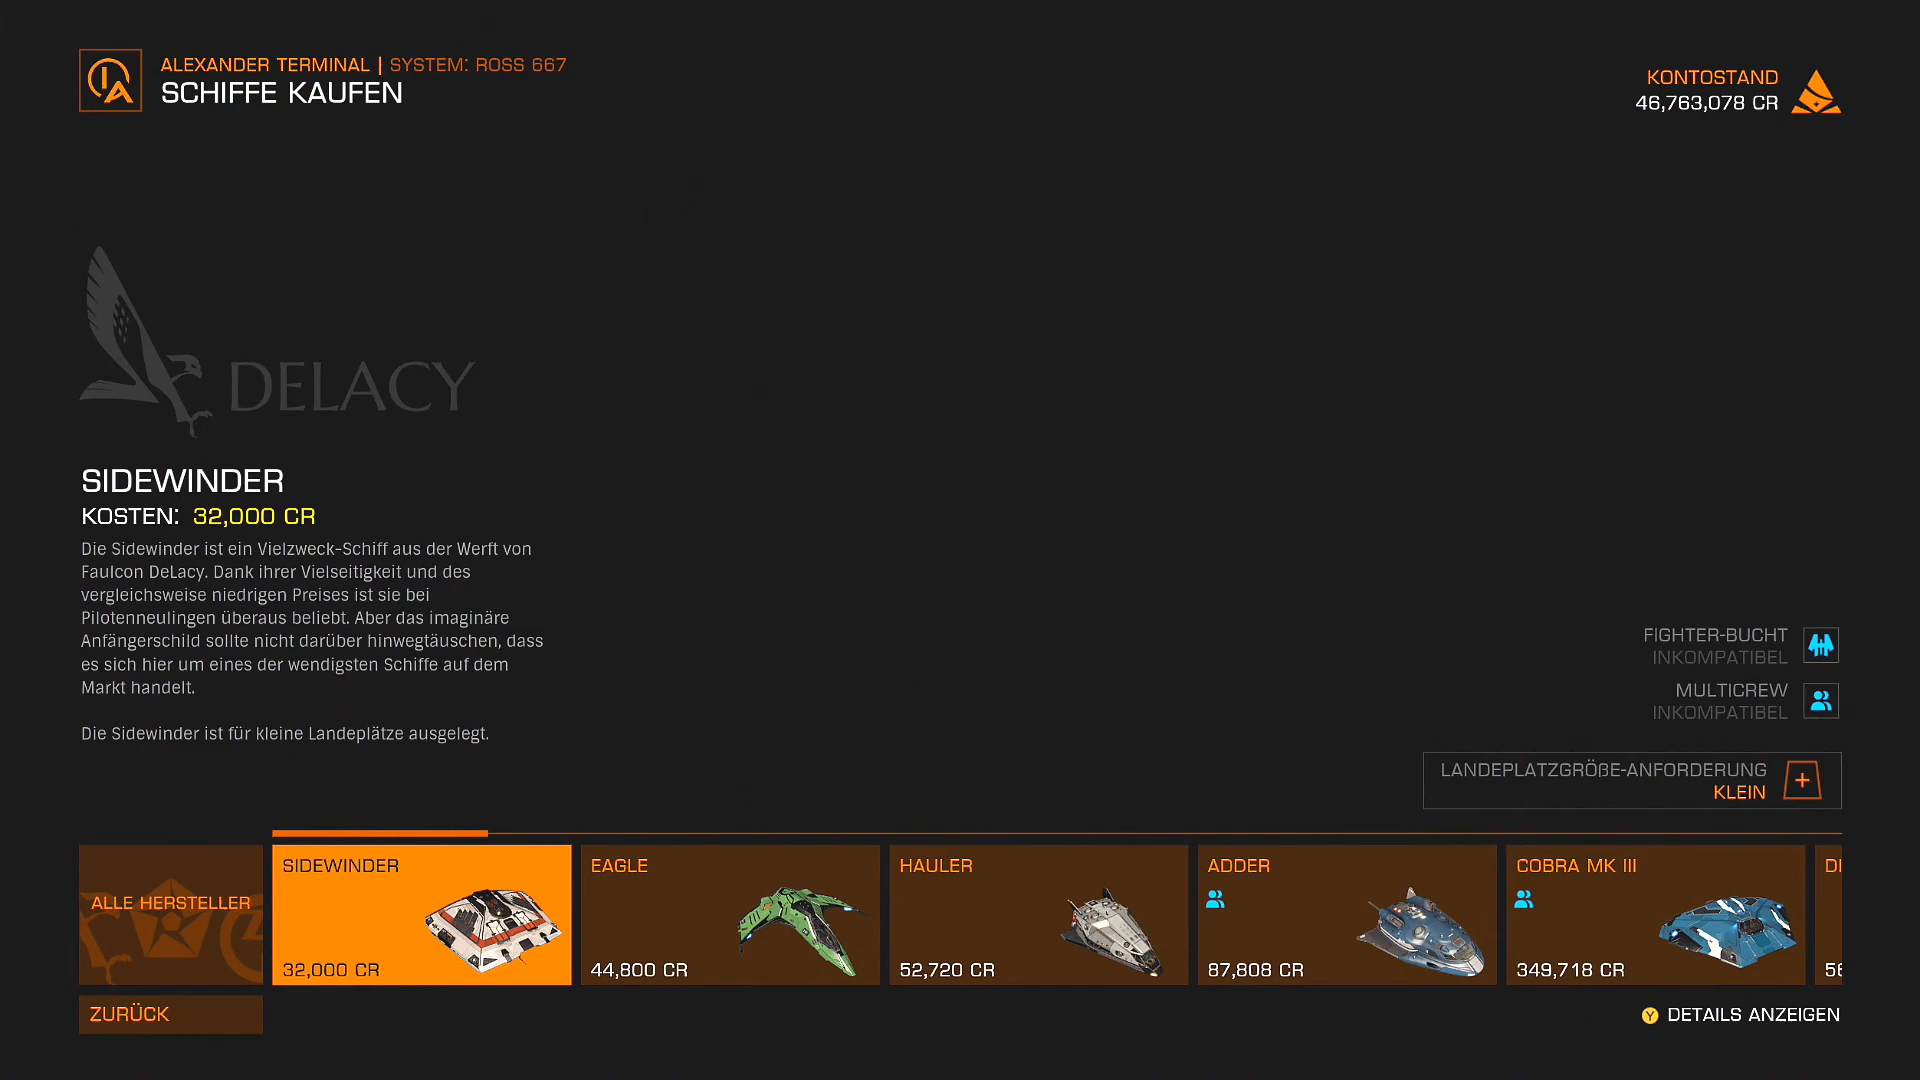 ALEXANDER TERMINAL | SYSTEM: ROSS 667
SCHIFFE KAUFEN
KONTOSTAND
46,763,078 CR
DELACY
SIDEWINDER
KOSTEN: 32,000 CR
Die Sidewinder ist ein Vielzweck-Schiff aus der Werft von
Faulcon DeLacy. Dank ihrer Vielseitigkeit und des
vergleichsweise niedrigen Preises ist sie bei
Pilotenneulingen überaus beliebt. Aber das imaginäre
Anfängerschild sollte nicht darüber hinwegtäuschen, dass
es sich hier um eines der wendigsten Schiffe auf dem
Markt handelt.
Die Sidewinder ist für kleine Landeplätze ausgelegt.
FIGHTER-BUCHT
INKOMPATIBEL
MULTICREW
INKOMPATIBEL
LANDEPLATZGRÖßE-ANFORDERUNG
KLEIN
ALLE HERSTELLER
SIDEWINDER
32,000 CR
EAGLE
44,800 CR
HAULER
52,720 CR
ADDER
87,808 CR
COBRA MK III
349,718 CR
ZURÜCK
Y DETAILS ANZEIGEN